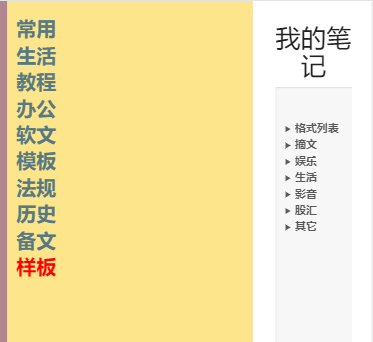 常用
生活
教程
办公
软文
模板
法规
历史
备文
样板
我的笔
记
格式列表
摘文
娱乐
生活
影音
股汇
其它